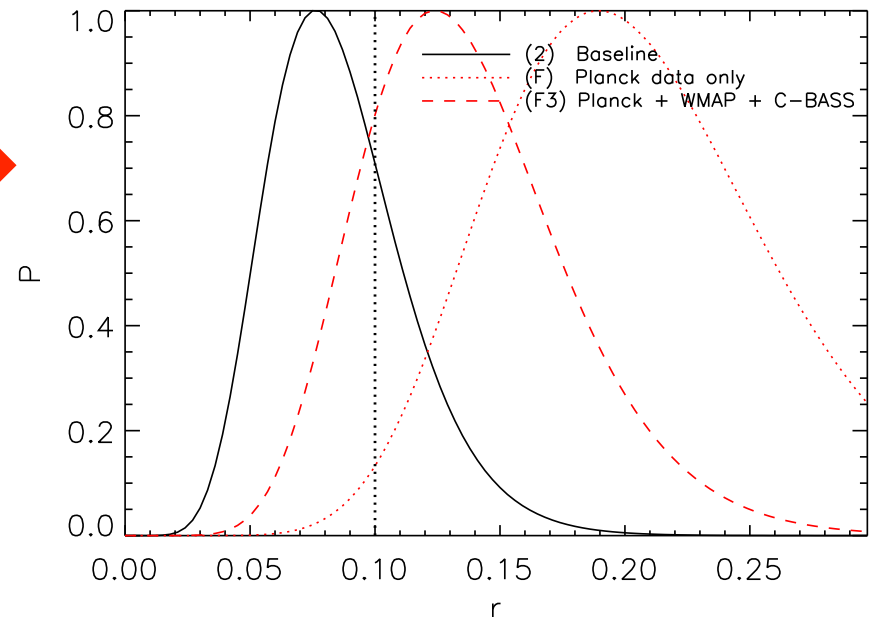 1.0
0.8
0.6
0.4
0.2
0.0
P
(2) Baseline
(F) Planck data only
(F3) Planck + WMAP + C-BASS
0.00 0.05 0.10 0.15 0.20 0.25
r